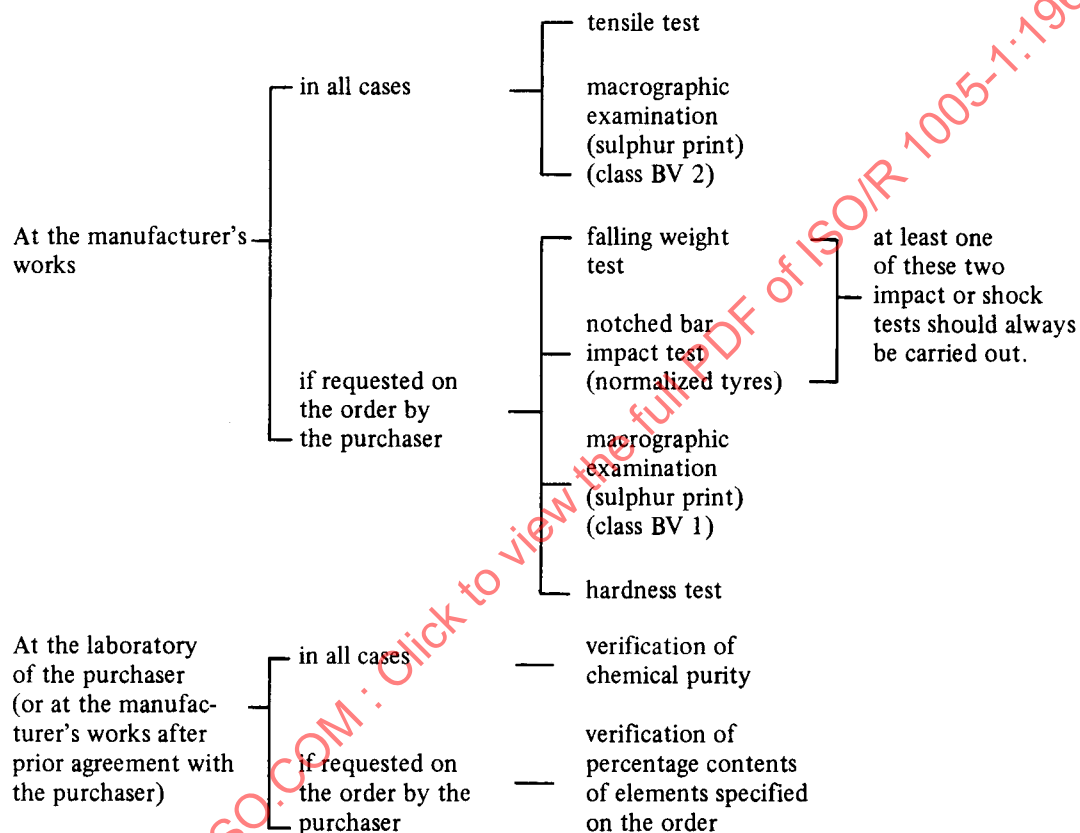 tensile test
in all cases
macrographic
examination
(sulphur print)
(class BV 2)
At the manufacturer's
works
falling weight
test
at least one
of these two
impact or shock
tests should always
be carried out.
notched bar
impact test
(normalized tyres)
if requested on
the order by
the purchaser
macrographic
examination
(sulphur print)
(class BV 1)
hardness test
At the laboratory
of the purchaser
(or at the manufac-
turer's works after
prior agreement with
the purchaser)
in all cases
verification of
chemical purity
if requested on
the order by the
purchaser
verification of
percentage contents
of elements specified
on the order
SO.COM : Click to view the full PDF of ISO/R 1005-1:196